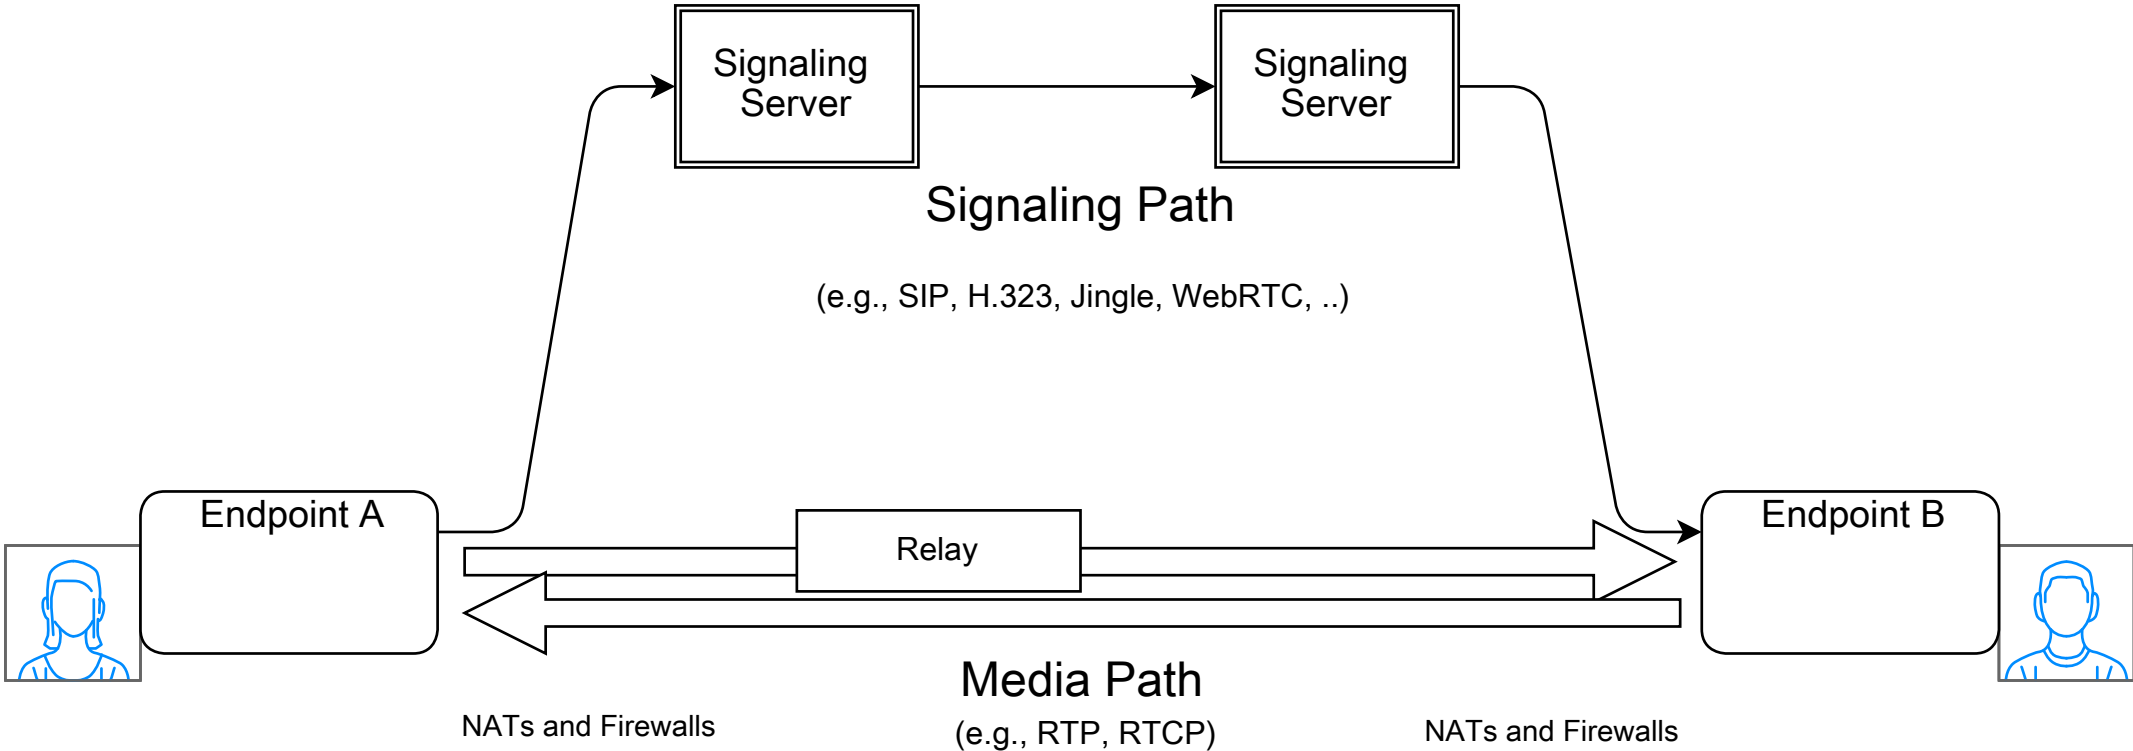 Signaling
Server
Signaling
Server
Signaling Path
(e.g., SIP, H.323, Jingle, WebRTC, ..)
Endpoint A
Relay
Endpoint B
Media Path
(e.g., RTP, RTCP)
NATs and Firewalls
NATs and Firewalls